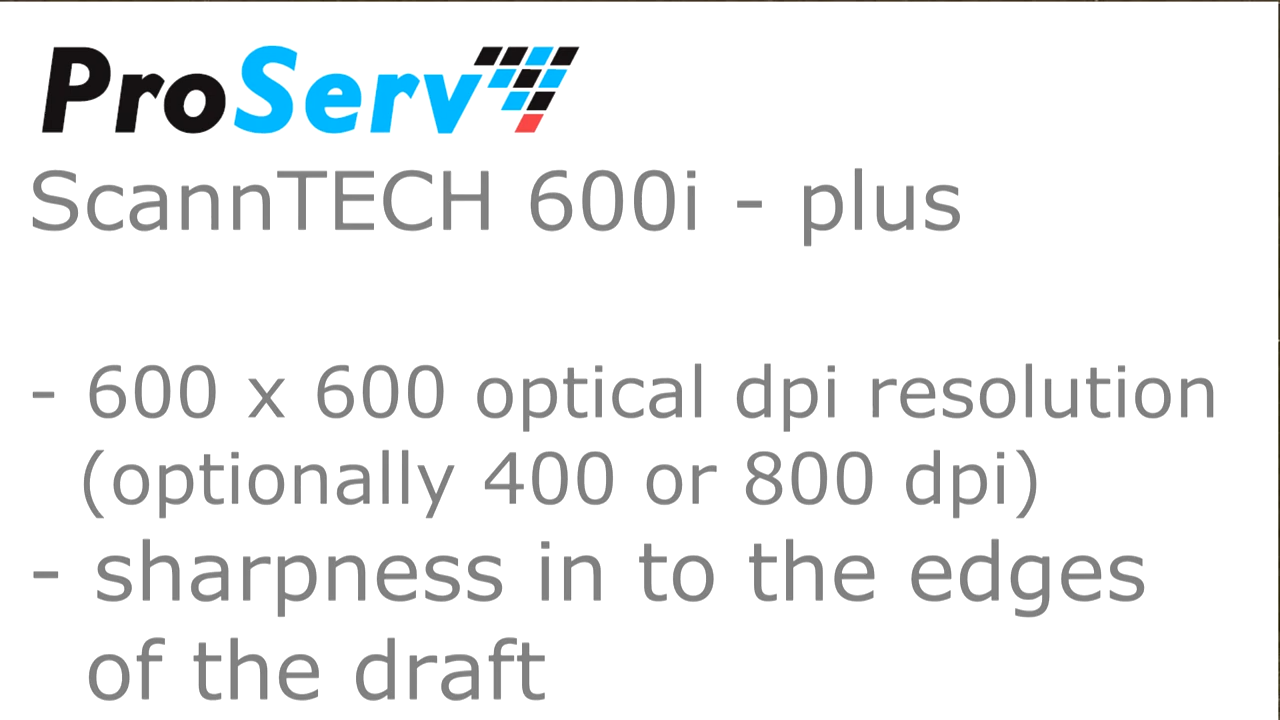 ProServ
ScannTECH 600i - plus
- 600 x 600 optical dpi resolution
(optionally 400 or 800 dpi)
- sharpness in to the edges
of the draft